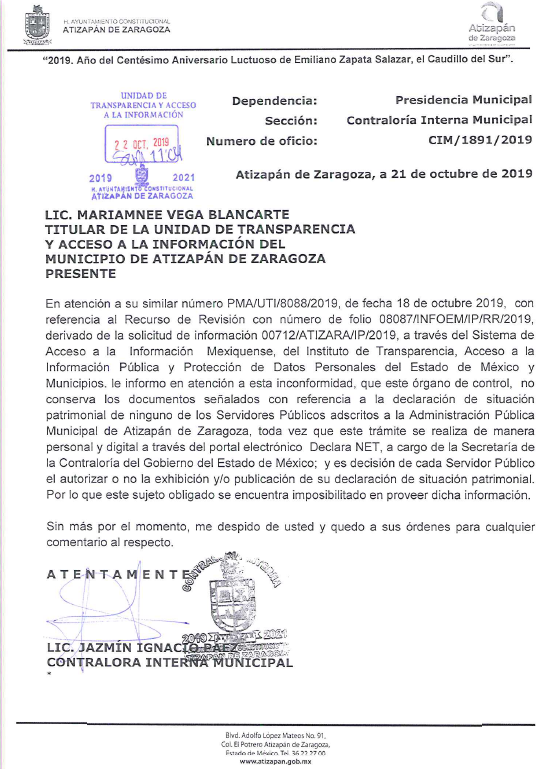 H. AYUNTAMIENTO CONSTITUCIONAL
ATIZAPÁN DE ZARAGOZA
Atizapán
de Zaragoza
"2019. Año del Centésimo Aniversario Luctuoso de Emiliano Zapata Salazar, el Caudillo del Sur".
UNIDAD DE
TRANSPARENCIA Y ACCESO
A LA INFORMACIÓN
22 OCT. 2019
11:04
2019 2021
H. AYUNTAMIENTO CONSTITUCIONAL
ATIZAPÁN DE ZARAGOZA
Dependencia: Presidencia Municipal
Sección: Contraloría Interna Municipal
Numero de oficio: CIM/1891/2019
Atizapán de Zaragoza, a 21 de octubre de 2019
LIC. MARIAMNEE VEGA BLANCARTE
TITULAR DE LA UNIDAD DE TRANSPARENCIA
Y ACCESO A LA INFORMACIÓN DEL
MUNICIPIO DE ATIZAPÁN DE ZARAGOZA
PRESENTE
En atención a su similar número PMA/UTI/8088/2019, de fecha 18 de octubre 2019, con
referencia al Recurso de Revisión con número de folio 08087/INFOEM/IP/RR/2019,
derivado de la solicitud de información 00712/ATIZARA/IP/2019, a través del Sistema de
Acceso a la Información Mexiquense, del Instituto de Transparencia, Acceso a la
Información Pública y Protección de Datos Personales del Estado de México y
Municipios. le informo en atención a esta inconformidad, que este órgano de control, no
conserva los documentos señalados con referencia a la declaración de situación
patrimonial de ninguno de los Servidores Públicos adscritos a la Administración Pública
Municipal de Atizapán de Zaragoza, toda vez que este trámite se realiza de manera
personal y digital a través del portal electrónico Declara NET, a cargo de la Secretaría de
la Contraloría del Gobierno del Estado de México; y es decisión de cada Servidor Público
el autorizar o no la exhibición y/o publicación de su declaración de situación patrimonial.
Por lo que este sujeto obligado se encuentra imposibilitado en proveer dicha información.
Sin más por el momento, me despido de usted y quedo a sus órdenes para cualquier
comentario al respecto.
ATENTAMENTE
2019 2021
ATIZAPÁN DE ZARAGOZA
LIC. JAZMÍN IGNACIO PÁEZ
CONTRALORA INTERNA MUNICIPAL
*
Blvd. Adolfo López Mateos No. 91,
Col. El Potrero Atizapán de Zaragoza,
Estado de México. Tel. 36 22 27 00
www.atizapan.gob.mx